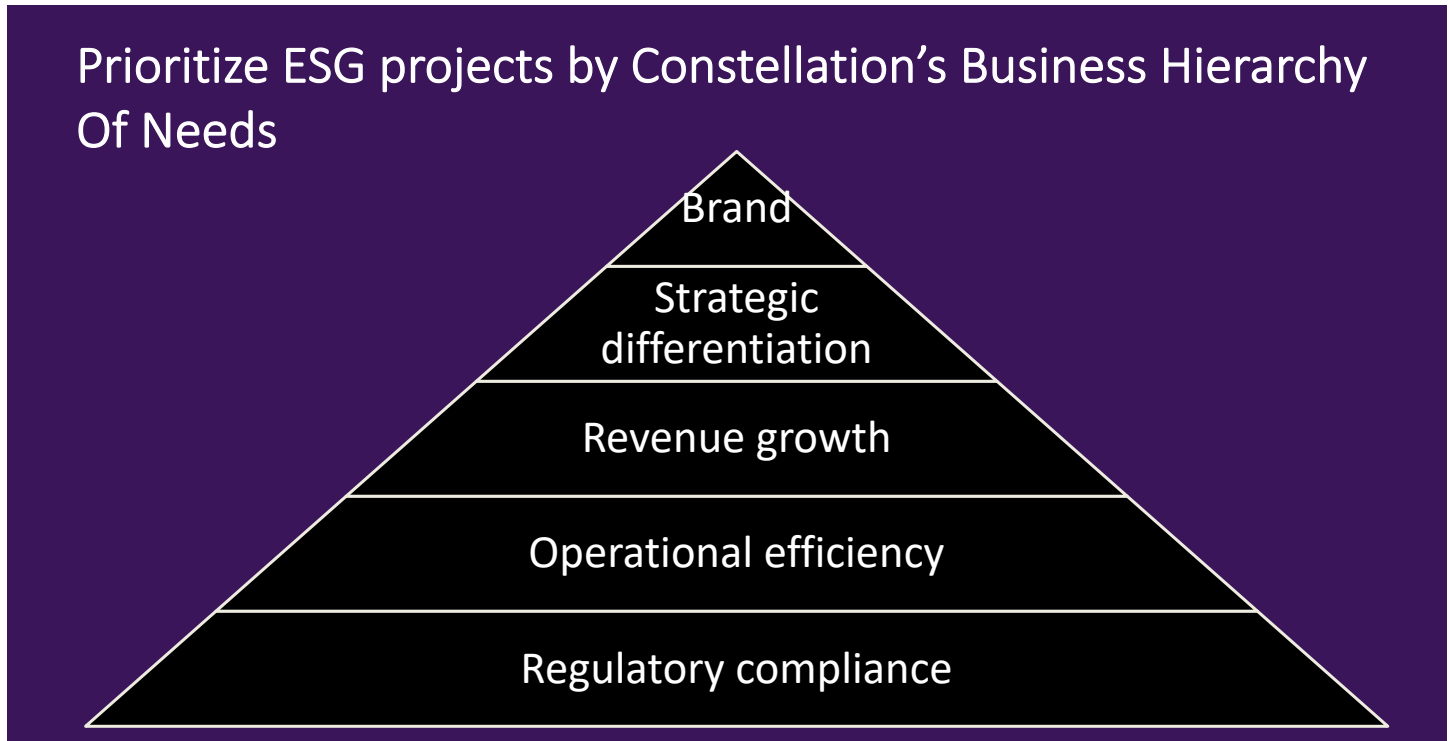 Prioritize ESG projects by Constellation’s Business Hierarchy
Of Needs
Brand
Strategic
differentiation
Revenue growth
Operational efficiency
Regulatory compliance